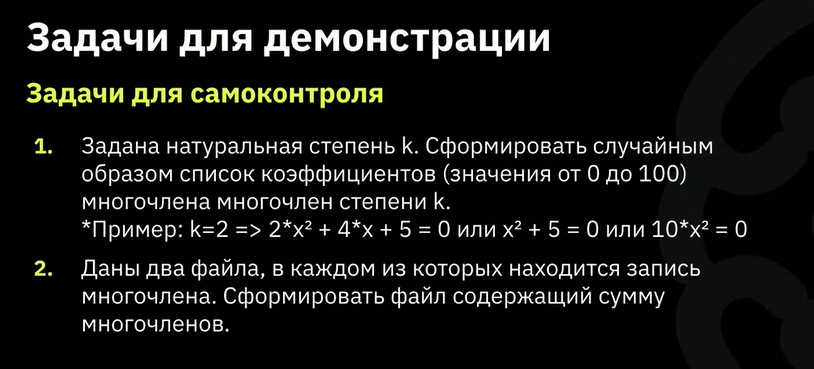 Задачи для демонстрации
Задачи для самоконтроля
1. Задана натуральная степень k. Сформировать случайным
образом список коэффициентов (значения от 0 до 100)
многочлена многочлен степени k.
*Пример: k=2 => 2*x² + 4*x + 5 = 0 или x² + 5 = 0 или 10*x² = 0
2. Даны два файла, в каждом из которых находится запись
многочлена. Сформировать файл содержащий сумму
многочленов.